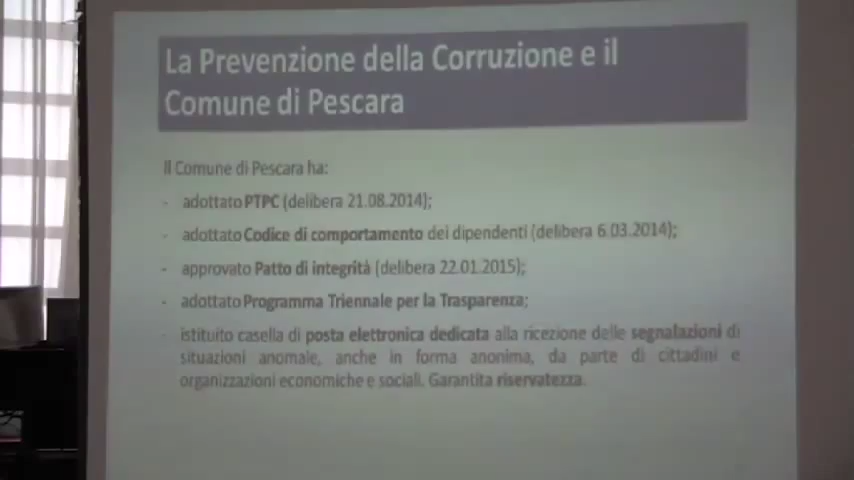 La Prevenzione della Corruzione e il
Comune di Pescara
Il Comune di Pescara ha:
- adottato PTPC (delibera 21.08.2014);
- adottato Codice di comportamento dei dipendenti (delibera 6.03.2014);
- approvato Patto di integrità (delibera 22.01.2015);
- adottato Programma Triennale per la Trasparenza;
- istituito casella di posta elettronica dedicata alla ricezione delle segnalazioni di
situazioni anomale, anche in forma anonima, da parte di cittadini e
organizzazioni economiche e sociali. Garantita riservatezza.